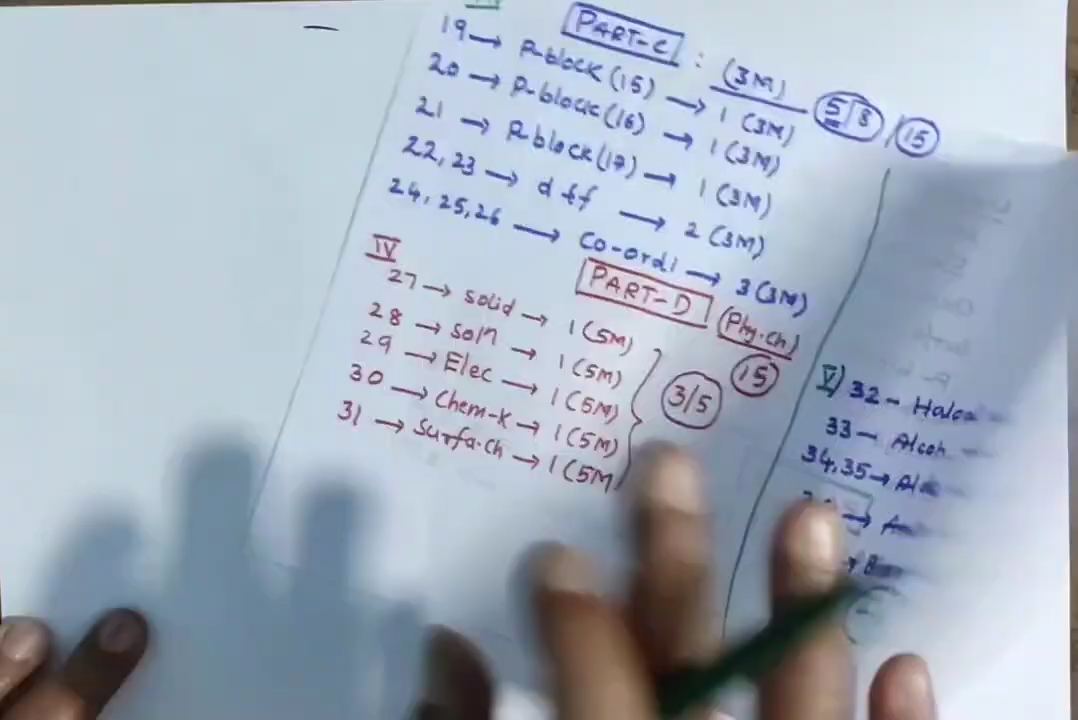 PART-C : (3M)
19 → P-block (15) → 1 (3M)
20 → P-block (16) → 1 (3M)
21 → P-block (17) → 1 (3M)
22, 23 → d ff → 2 (3M)
24, 25, 26 → Co-ordi → 3 (3M)
5/8 / 15
IV PART-D (Phy.ch)
27 → Solid → 1 (5M)
28 → Soln → 1 (5M)
29 → Elec → 1 (5M)
30 → Chem-K → 1 (5M)
31 → Surfa.ch → 1 (5M
3/5 15
V) 32 – Haloa
33 – Alcoh
34, 35 →